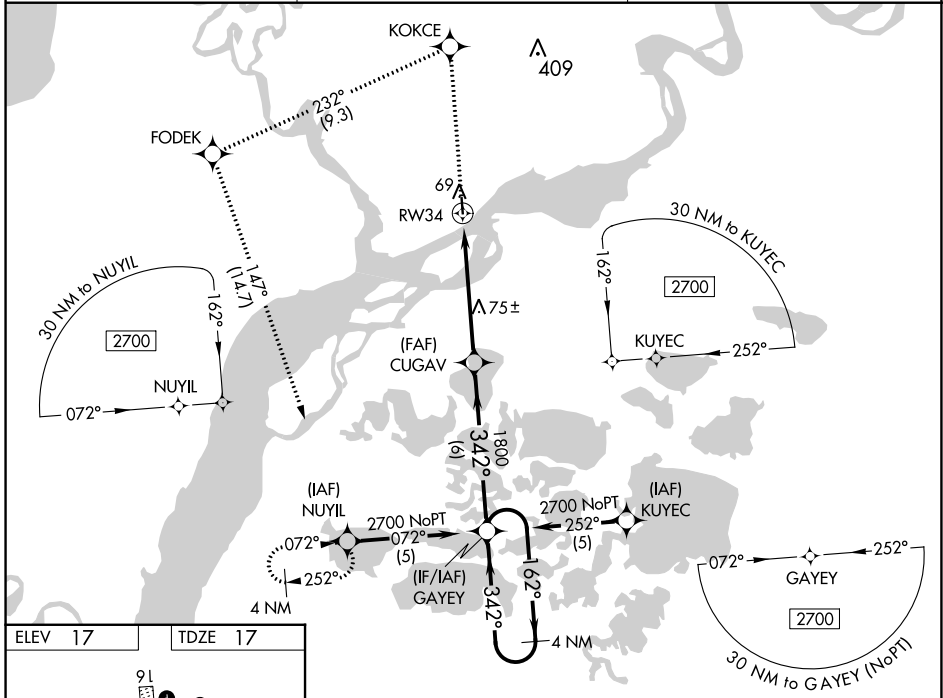 KOKCE
409
232°
(9.3)
FODEK
69
RW34
147°
(14.7)
30 NM to NUYIL
162°
2700
NUYIL
072°
30 NM to KUYEC
162°
2700
KUYEC
252°
75±
(FAF)
CUGAV
1800
342°
(6)
(IAF)
NUYIL
2700 NoPT
072°
(5)
072°
252°
4 NM
(IF/IAF)
GAYEY
2700 NoPT
252°
(5)
(IAF)
KUYEC
162°
342°
4 NM
072°
252°
GAYEY
2700
30 NM to GAYEY (NoPT)
ELEV 17
TDZE 17
16